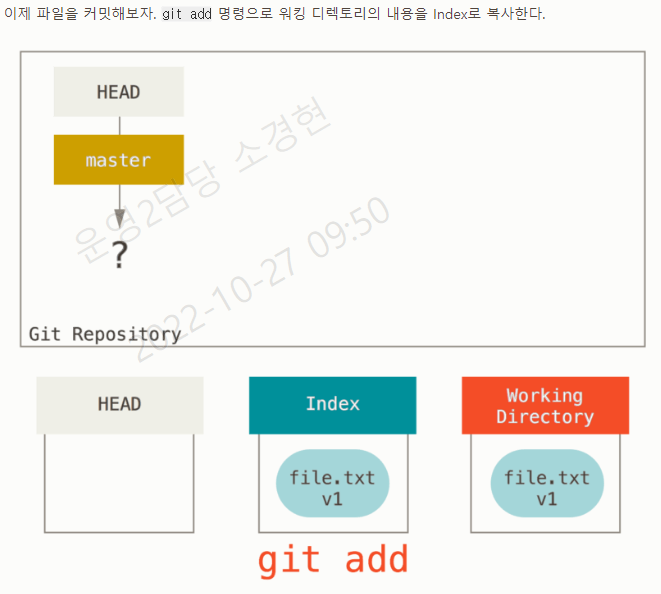 이제 파일을 커밋해보자. git add 명령으로 워킹 디렉토리의 내용을 Index로 복사한다.
HEAD
master
?
운영2담당 소경현
2022-10-27 09:50
Git Repository
HEAD
Index
Working
Directory
file.txt
v1
file.txt
v1
git add